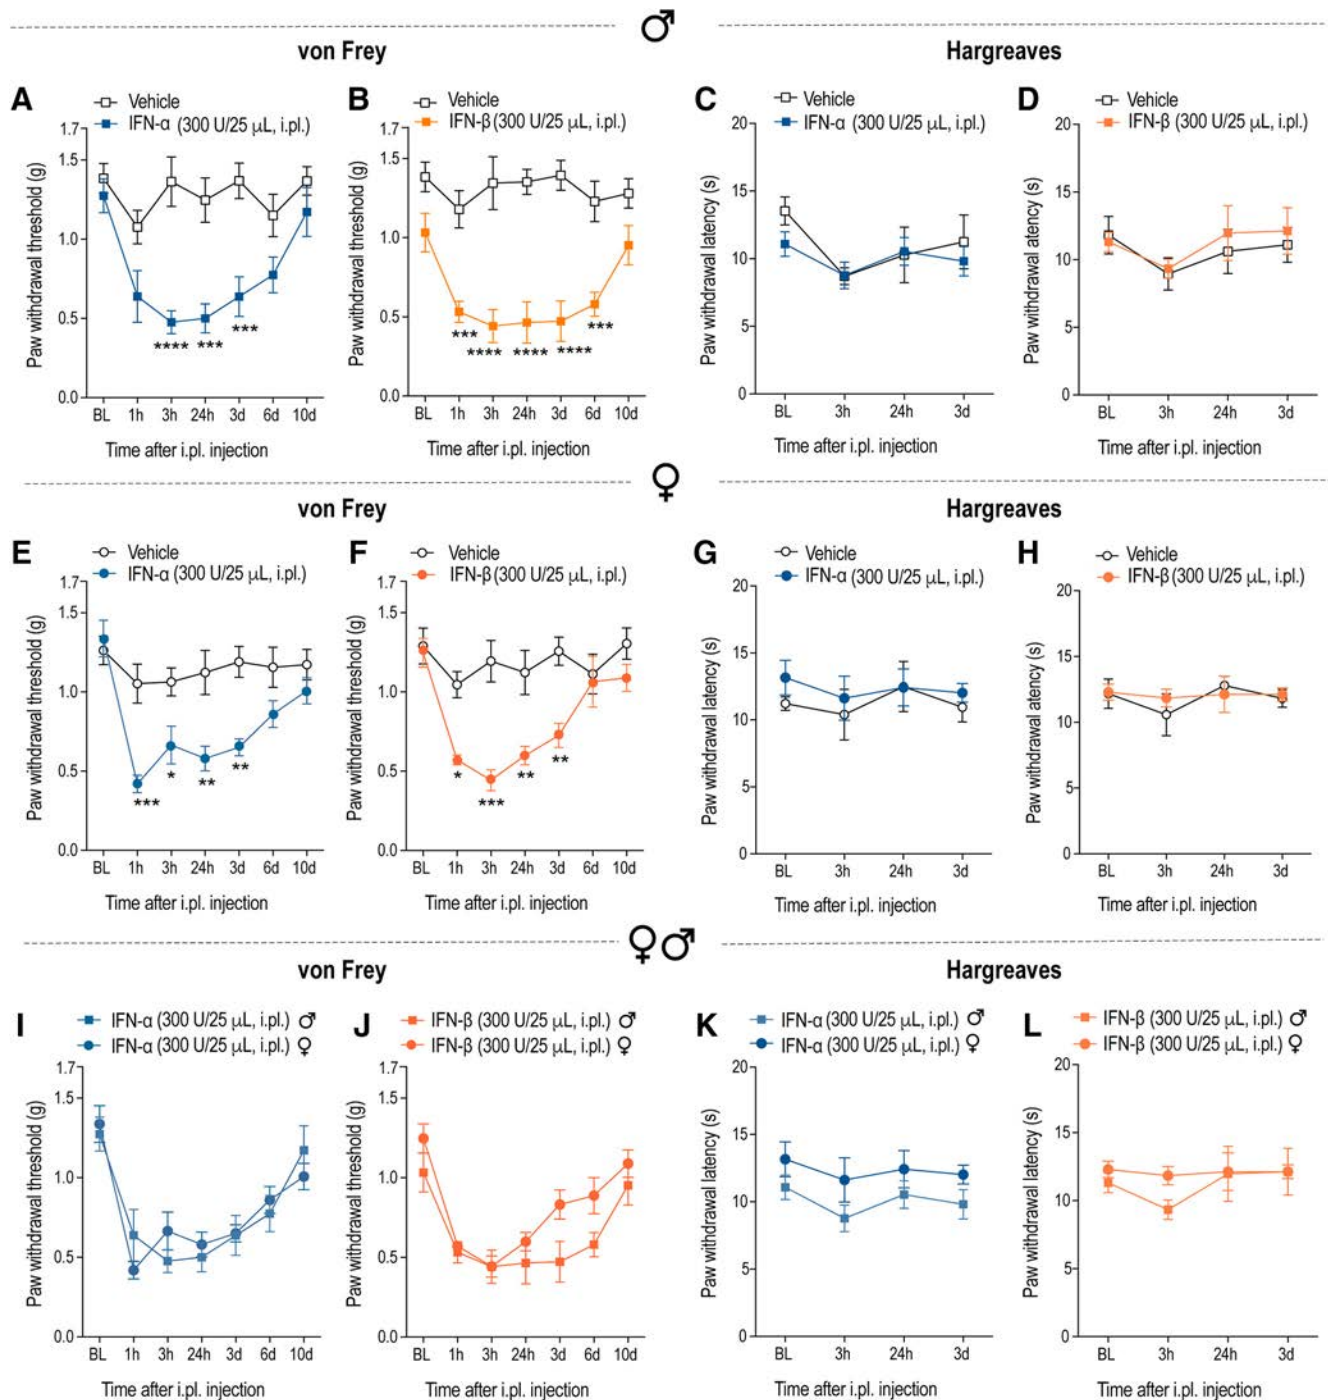 ♂
von Frey
Hargreaves
A
Vehicle
IFN-α (300 U/25 µL, i.pl.)
1.7
1.5
1.0
0.5
0.0
Paw withdrawal threshold (g)
**** *** ***
BL 1h 3h 24h 3d 6d 10d
Time after i.pl. injection
B
Vehicle
IFN-β (300 U/25 µL, i.pl.)
1.7
1.5
1.0
0.5
0.0
Paw withdrawal threshold (g)
*** **** **** **** ***
BL 1h 3h 24h 3d 6d 10d
Time after i.pl. injection
C
Vehicle
IFN-α (300 U/25 µL, i.pl.)
20
15
10
5
0
Paw withdrawal latency (s)
BL 3h 24h 3d
Time after i.pl. injection
D
Vehicle
IFN-β (300 U/25 µL, i.pl.)
20
15
10
5
0
Paw withdrawal atency (s)
BL 3h 24h 3d
Time after i.pl. injection
♀
von Frey
Hargreaves
E
Vehicle
IFN-α (300 U/25 µL, i.pl.)
1.7
1.5
1.0
0.5
0.0
Paw withdrawal threshold (g)
*** * ** **
BL 1h 3h 24h 3d 6d 10d
Time after i.pl. injection
F
Vehicle
IFN-β (300 U/25 µL, i.pl.)
1.7
1.5
1.0
0.5
0.0
Paw withdrawal threshold (g)
* *** ** **
BL 1h 3h 24h 3d 6d 10d
Time after i.pl. injection
G
Vehicle
IFN-α (300 U/25 µL, i.pl.)
20
15
10
5
0
Paw withdrawal latency (s)
BL 3h 24h 3d
Time after i.pl. injection
H
Vehicle
IFN-β (300 U/25 µL, i.pl.)
20
15
10
5
0
Paw withdrawal atency (s)
BL 3h 24h 3d
Time after i.pl. injection
♀♂
von Frey
Hargreaves
I
IFN-α (300 U/25 µL, i.pl.) ♂
IFN-α (300 U/25 µL, i.pl.) ♀
1.7
1.5
1.0
0.5
0.0
Paw withdrawal threshold (g)
BL 1h 3h 24h 3d 6d 10d
Time after i.pl. injection
J
IFN-β (300 U/25 µL, i.pl.) ♂
IFN-β (300 U/25 µL, i.pl.) ♀
1.7
1.5
1.0
0.5
0.0
Paw withdrawal threshold (g)
BL 1h 3h 24h 3d 6d 10d
Time after i.pl. injection
K
IFN-α (300 U/25 µL, i.pl.) ♂
IFN-α (300 U/25 µL, i.pl.) ♀
20
15
10
5
0
Paw withdrawal latency (s)
BL 3h 24h 3d
Time after i.pl. injection
L
IFN-β (300 U/25 µL, i.pl.) ♂
IFN-β (300 U/25 µL, i.pl.) ♀
20
15
10
5
0
Paw withdrawal latency (s)
BL 3h 24h 3d
Time after i.pl. injection